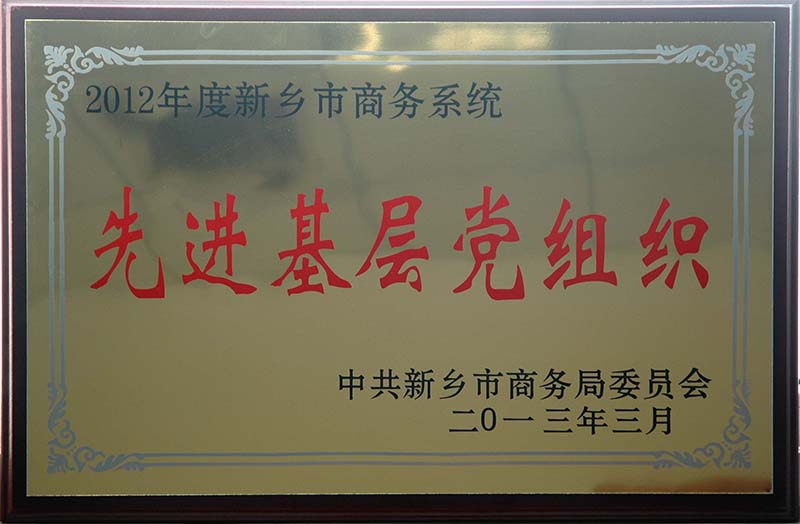 2012年度新乡市商务系统
先进基层党组织
中共新乡市商务局委员会
二0一三年三月